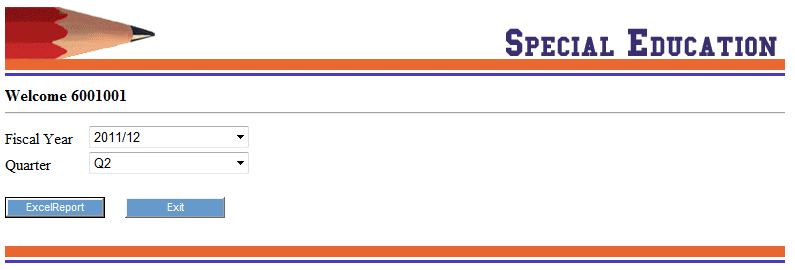 SPECIAL EDUCATION
Welcome 6001001
Fiscal Year 2011/12
Quarter Q2
ExcelReport Exit